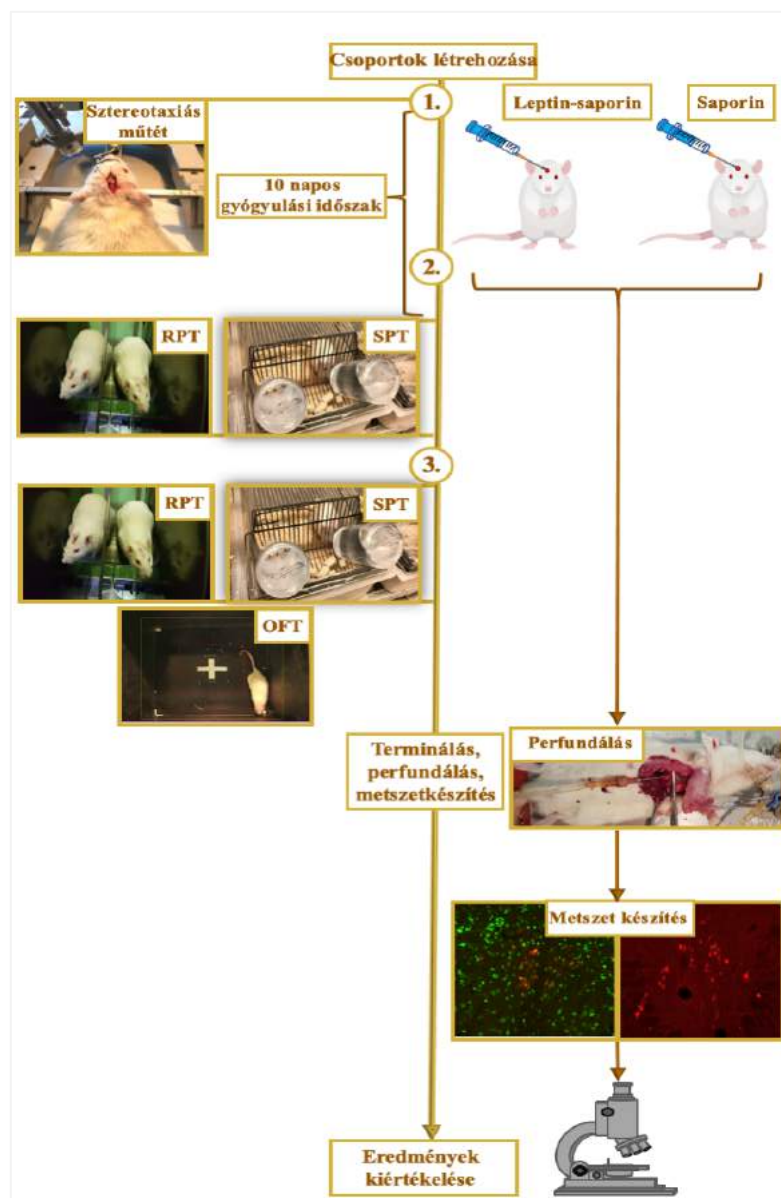 Csoportok létrehozása
1.
Sztereotaxiás
műtét
10 napos
gyógyulási időszak
Leptin-saporin
Saporin
2.
RPT
SPT
3.
RPT
SPT
OFT
Terminálás,
perfundálás,
metszetkészítés
Perfundálás
Metszet készítés
Eredmények
kiértékelése